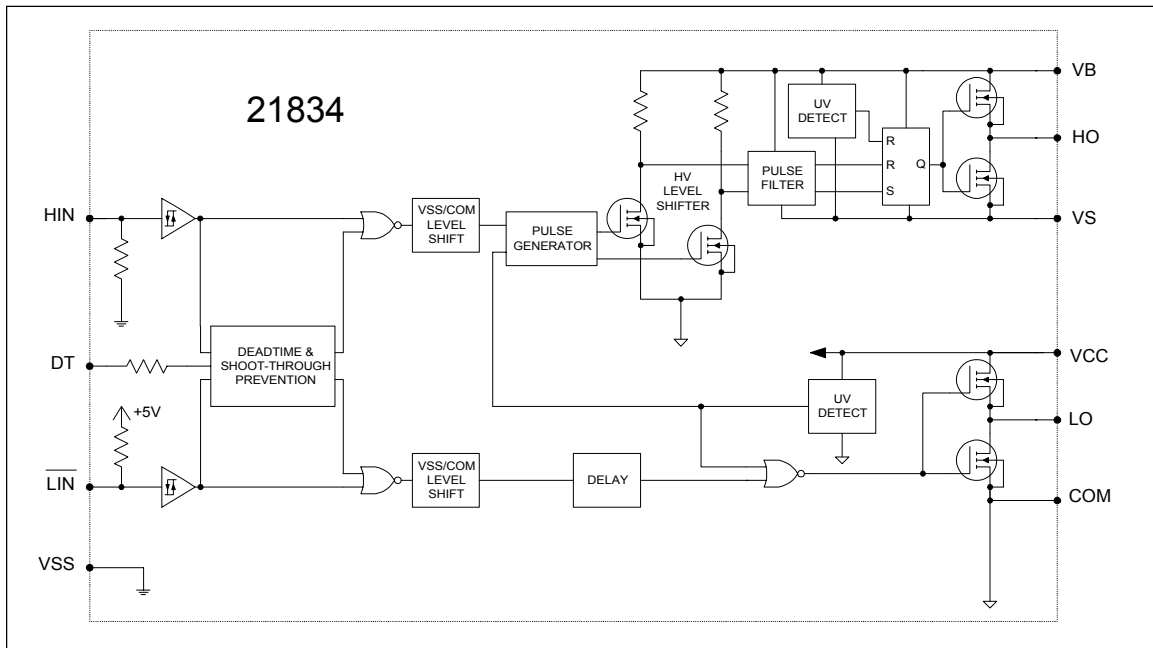 21834
VB
UV
DETECT
HO
R
R
Q
S
PULSE
FILTER
HV
LEVEL
SHIFTER
HIN
VSS/COM
LEVEL
SHIFT
PULSE
GENERATOR
VS
DT
DEADTIME &
SHOOT-THROUGH
PREVENTION
VCC
UV
DETECT
+5V
LO
LIN
VSS/COM
LEVEL
SHIFT
DELAY
COM
VSS